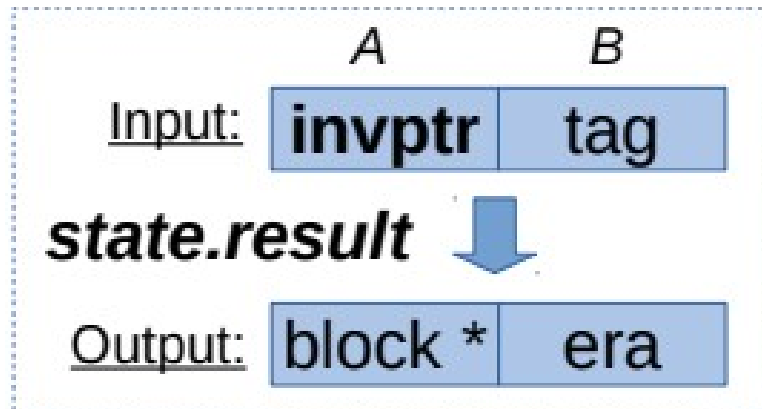 A B
Input: invptr tag
state.result
Output: block * era